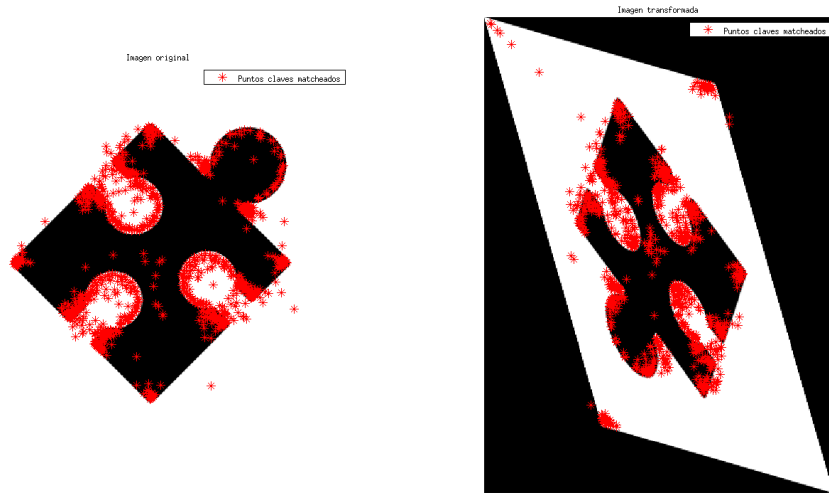 Imagen original
Puntos claves matcheados
Imagen transformada
Puntos claves matcheados